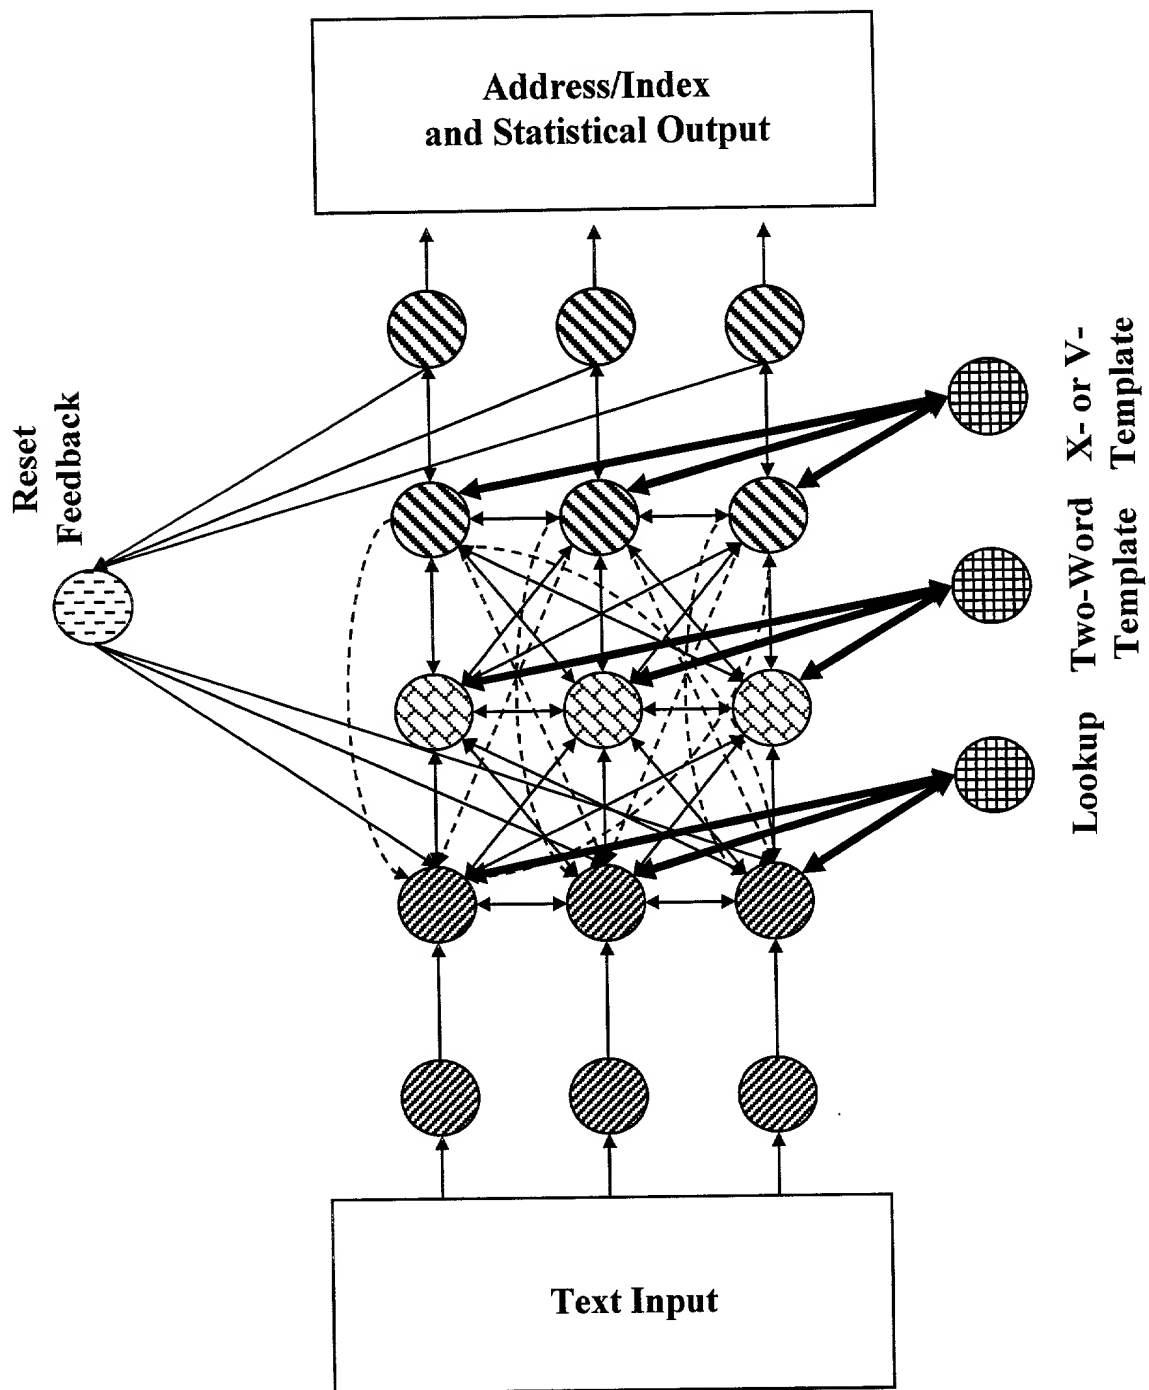 Address/Index
and Statistical Output
Reset
Feedback
X- or V-
Template
Two-Word
Template
Lookup
Text Input